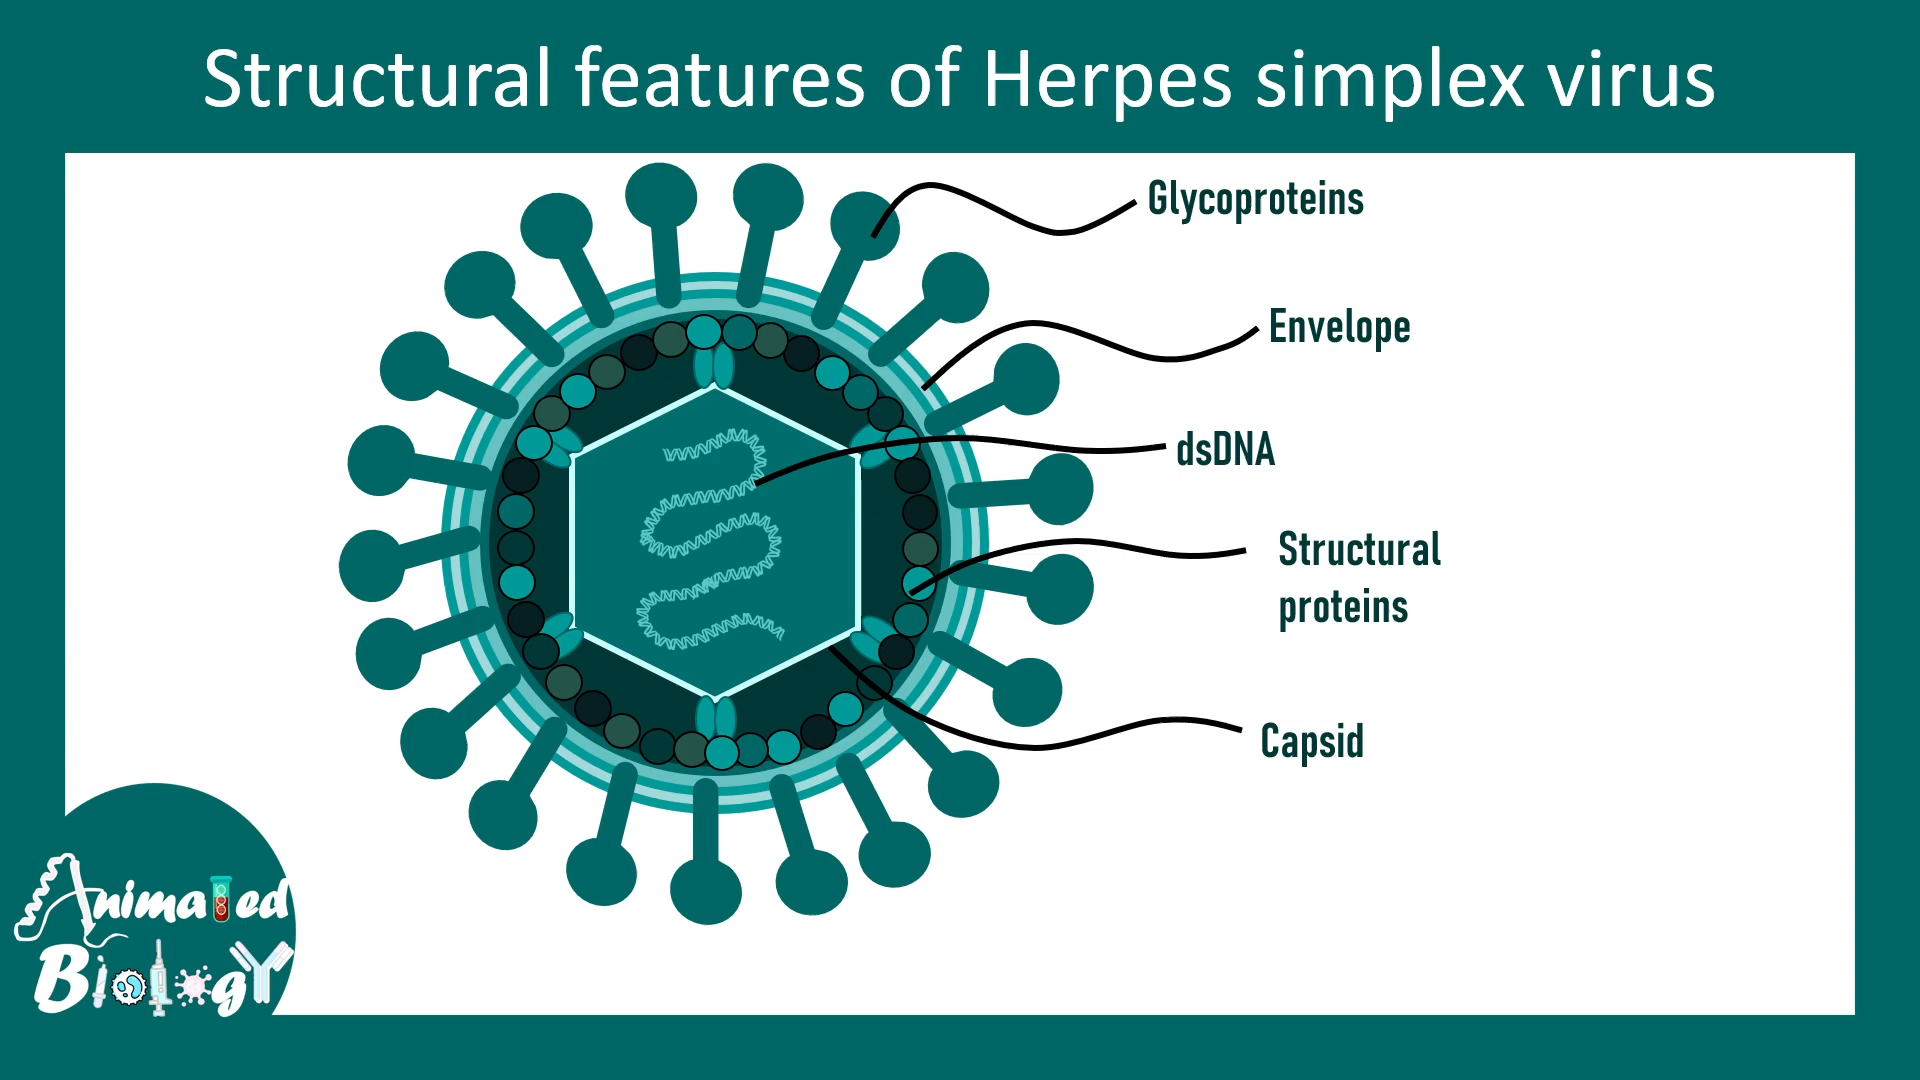 Structural features of Herpes simplex virus
Glycoproteins
Envelope
dsDNA
Structural
proteins
Capsid
Animated
Biology